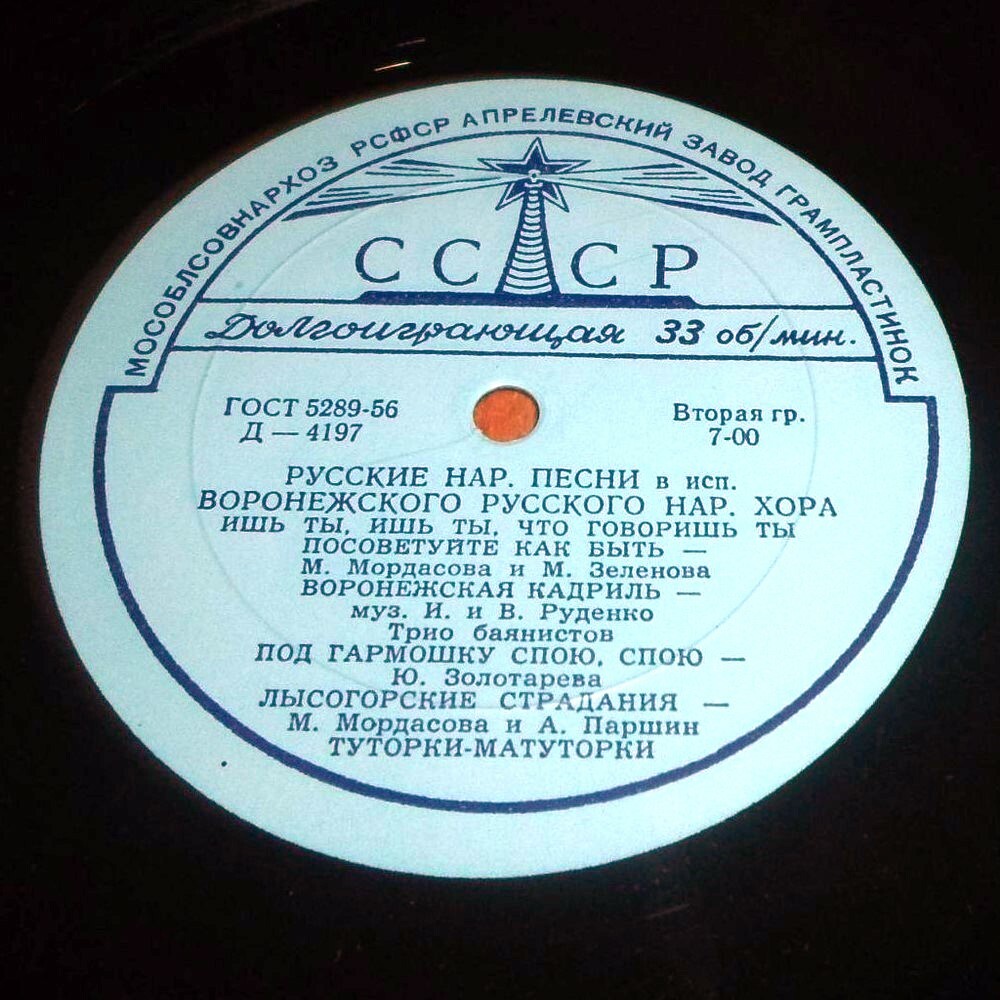 МОСОБЛСОВНАРХОЗ РСФСР АПРЕЛЕВСКИЙ ЗАВОД ГРАМПЛАСТИНОК
СССР
Долгоиграющая 33 об/мин.
ГОСТ 5289-56
Д — 4197
Вторая гр.
7-00
РУССКИЕ НАР. ПЕСНИ в исп.
ВОРОНЕЖСКОГО РУССКОГО НАР. ХОРА
ИШЬ ТЫ, ИШЬ ТЫ, ЧТО ГОВОРИШЬ ТЫ
ПОСОВЕТУЙТЕ КАК БЫТЬ —
М. Мордасова и М. Зеленова
ВОРОНЕЖСКАЯ КАДРИЛЬ —
муз. И. и В. Руденко
Трио баянистов
ПОД ГАРМОШКУ СПОЮ, СПОЮ —
Ю. Золотарева
ЛЫСОГОРСКИЕ СТРАДАНИЯ —
М. Мордасова и А. Паршин
ТУТОРКИ-МАТУТОРКИ